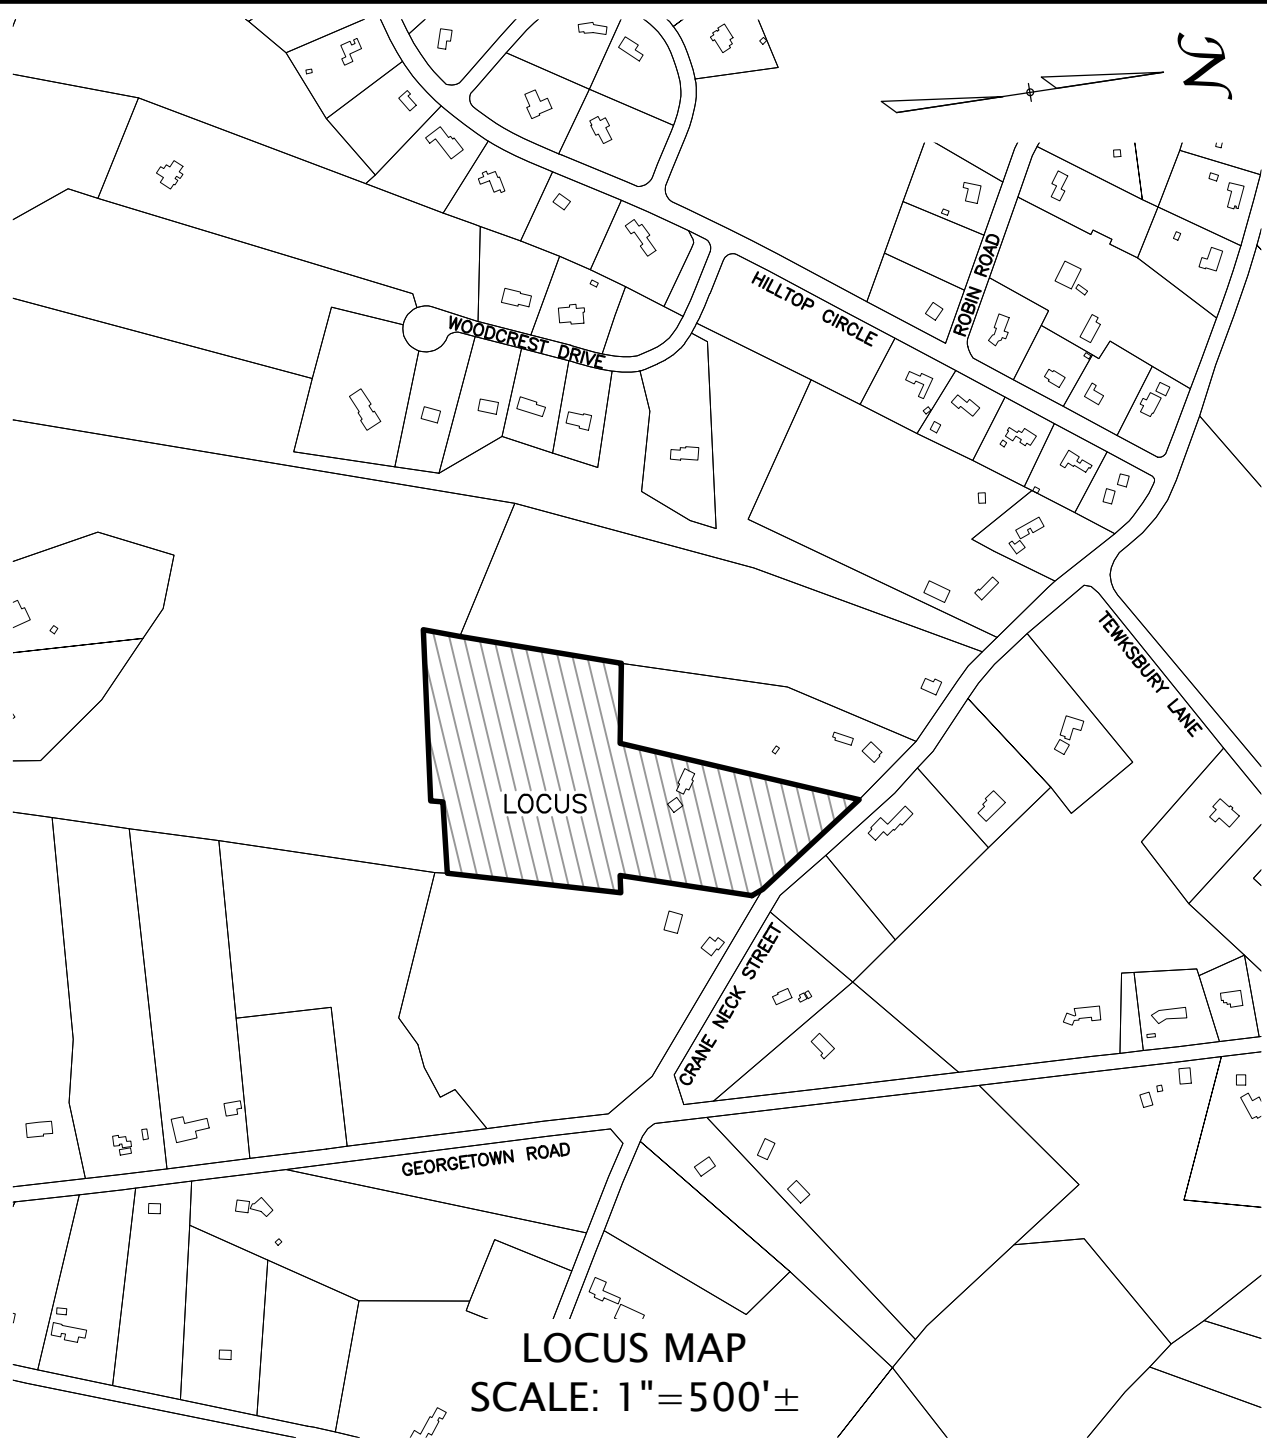 N
HILLTOP CIRCLE
ROBIN ROAD
WOODCREST DRIVE
TEWKSBURY LANE
LOCUS
CRANE NECK STREET
GEORGETOWN ROAD
LOCUS MAP
SCALE: 1"=500'±